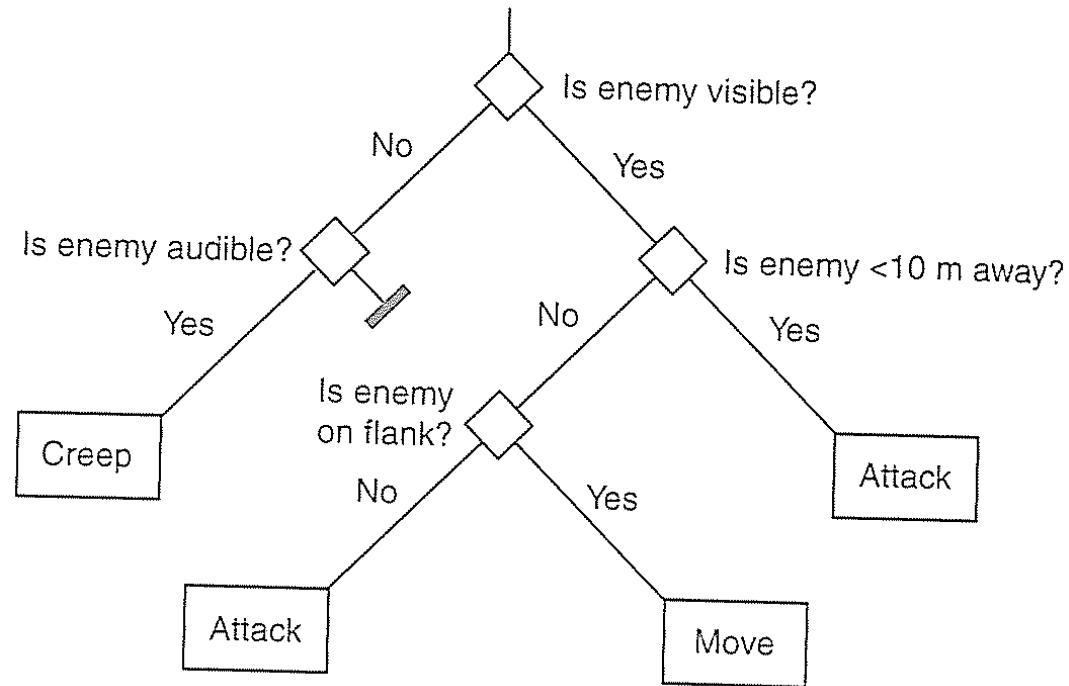 Is enemy visible?
No
Yes
Is enemy audible?
Is enemy <10 m away?
Yes
No
Yes
Is enemy
on flank?
Creep
Attack
No
Yes
Attack
Move